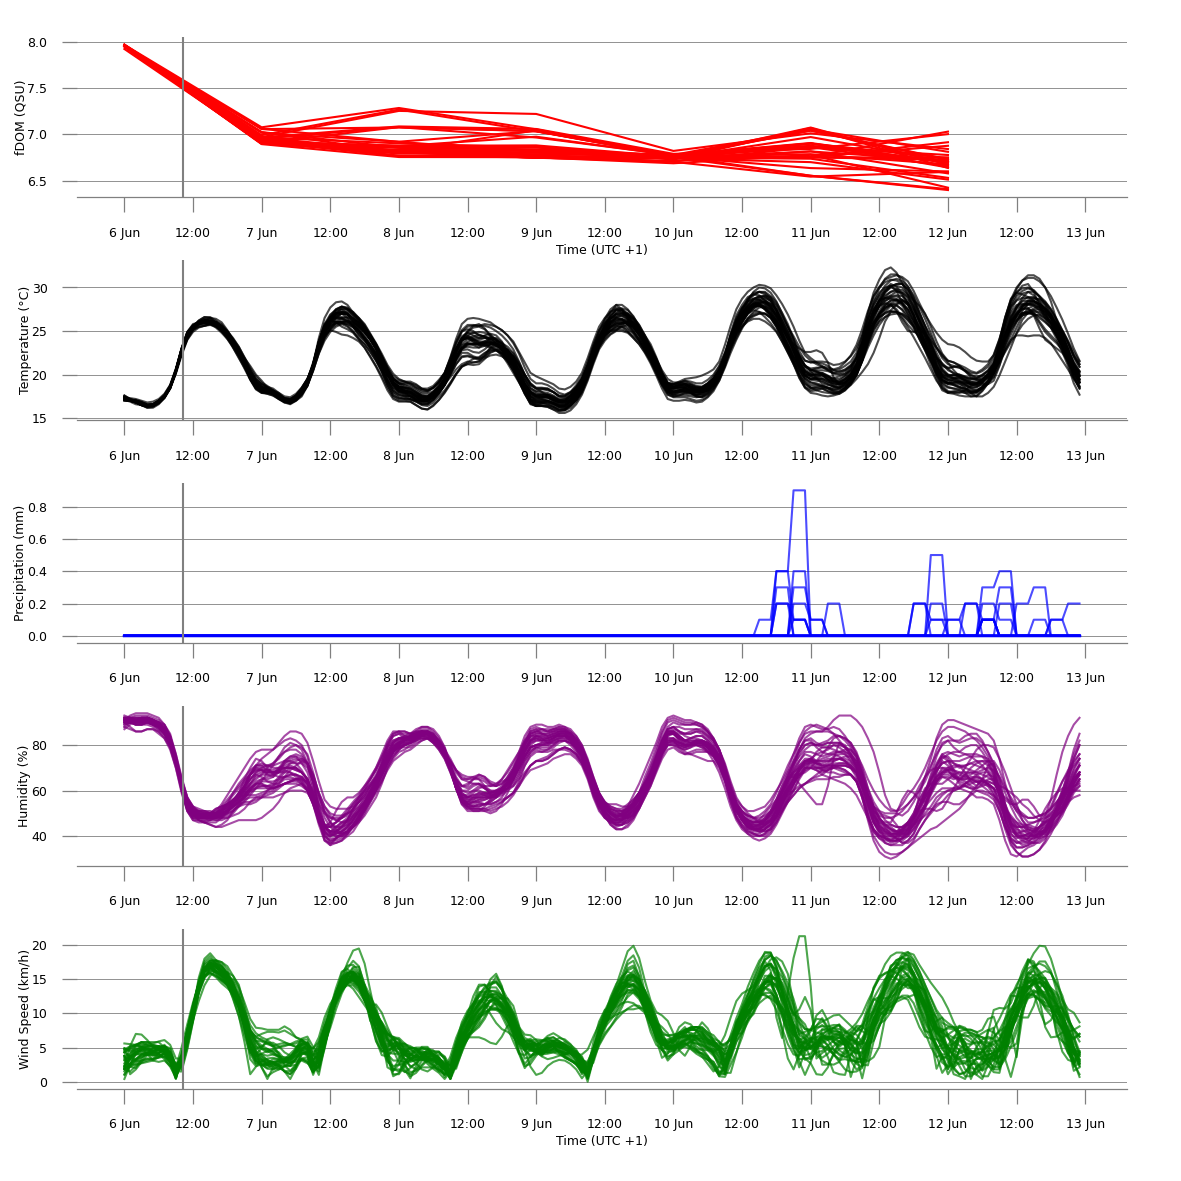 fDOM (QSU)
8.0
7.5
7.0
6.5
6 Jun 12:00 7 Jun 12:00 8 Jun 12:00 9 Jun 12:00 10 Jun 12:00 11 Jun 12:00 12 Jun 12:00 13 Jun
Time (UTC +1)
Temperature (°C)
30
25
20
15
6 Jun 12:00 7 Jun 12:00 8 Jun 12:00 9 Jun 12:00 10 Jun 12:00 11 Jun 12:00 12 Jun 12:00 13 Jun
Precipitation (mm)
0.8
0.6
0.4
0.2
0.0
6 Jun 12:00 7 Jun 12:00 8 Jun 12:00 9 Jun 12:00 10 Jun 12:00 11 Jun 12:00 12 Jun 12:00 13 Jun
Humidity (%)
80
60
40
6 Jun 12:00 7 Jun 12:00 8 Jun 12:00 9 Jun 12:00 10 Jun 12:00 11 Jun 12:00 12 Jun 12:00 13 Jun
Wind Speed (km/h)
20
15
10
5
0
6 Jun 12:00 7 Jun 12:00 8 Jun 12:00 9 Jun 12:00 10 Jun 12:00 11 Jun 12:00 12 Jun 12:00 13 Jun
Time (UTC +1)